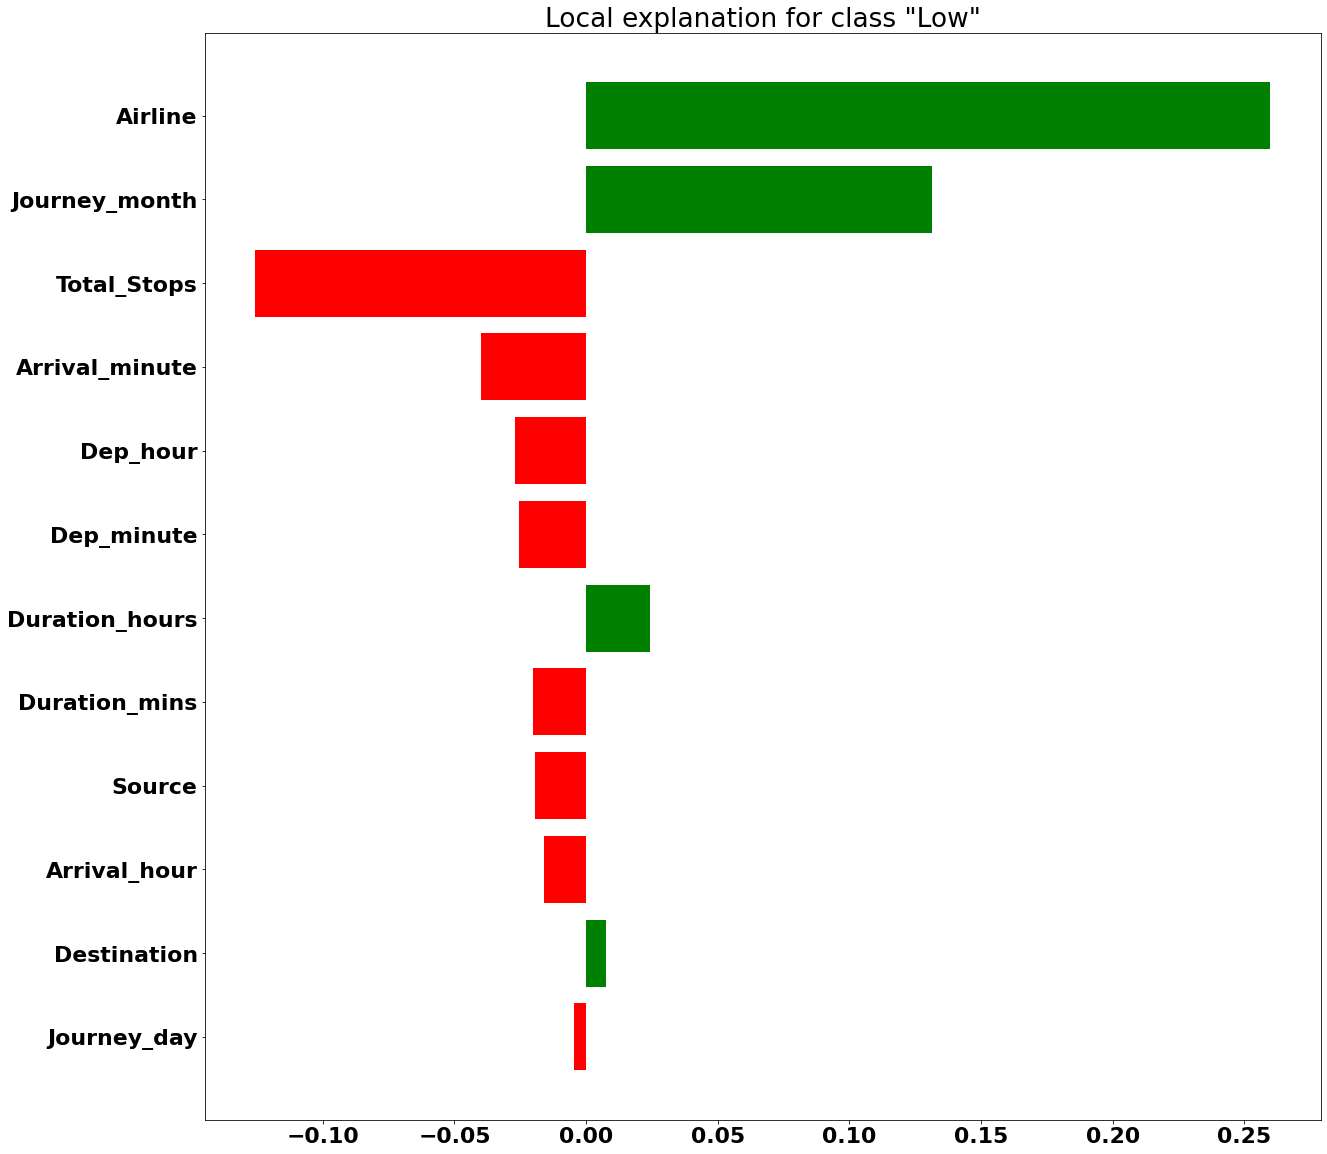 Local explanation for class "Low"
Airline
Journey_month
Total_Stops
Arrival_minute
Dep_hour
Dep_minute
Duration_hours
Duration_mins
Source
Arrival_hour
Destination
Journey_day
−0.10 −0.05 0.00 0.05 0.10 0.15 0.20 0.25